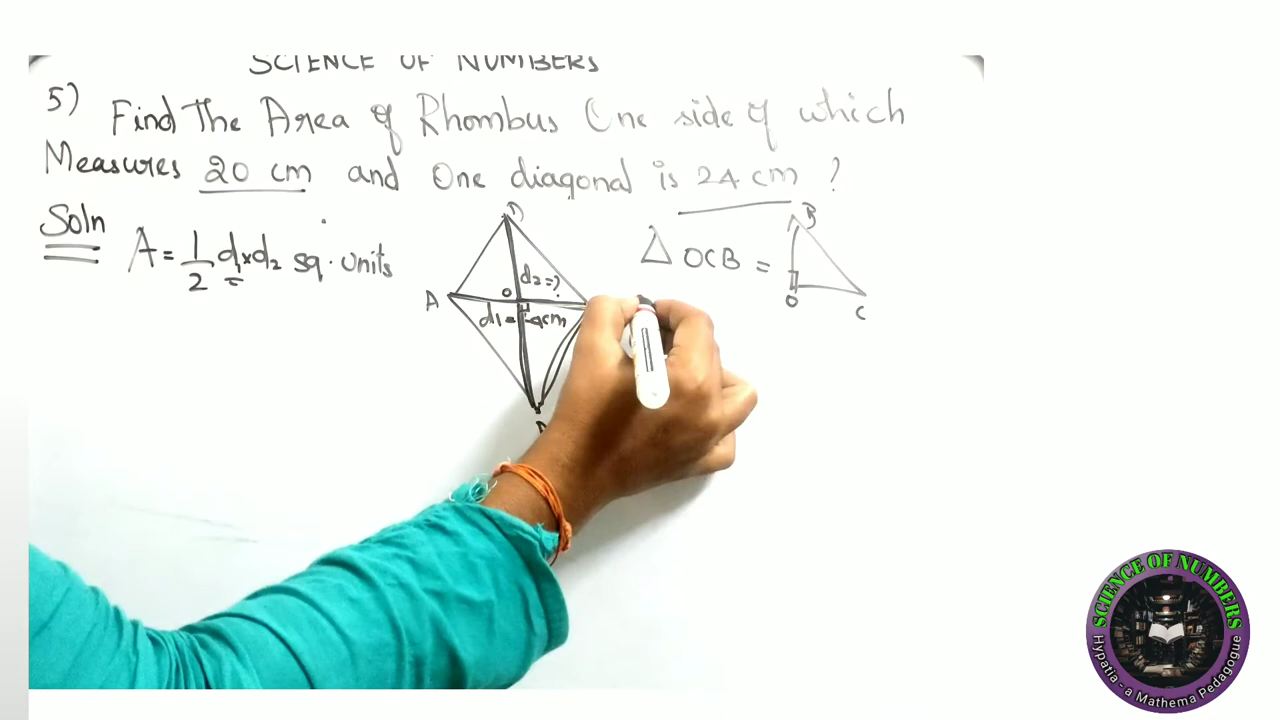 SCIENCE OF NUMBERS
5) Find The Area of Rhombus One side of which
Measures 20 cm and One diagonal is 24 cm ?
Soln
A = 1/2 d1 x d2 sq. units
D
d2 = ?
O
A
d1 = 24cm
Δ OCB =
B
O
C
SCIENCE OF NUMBERS
Hypatia - a Mathema Pedagogue